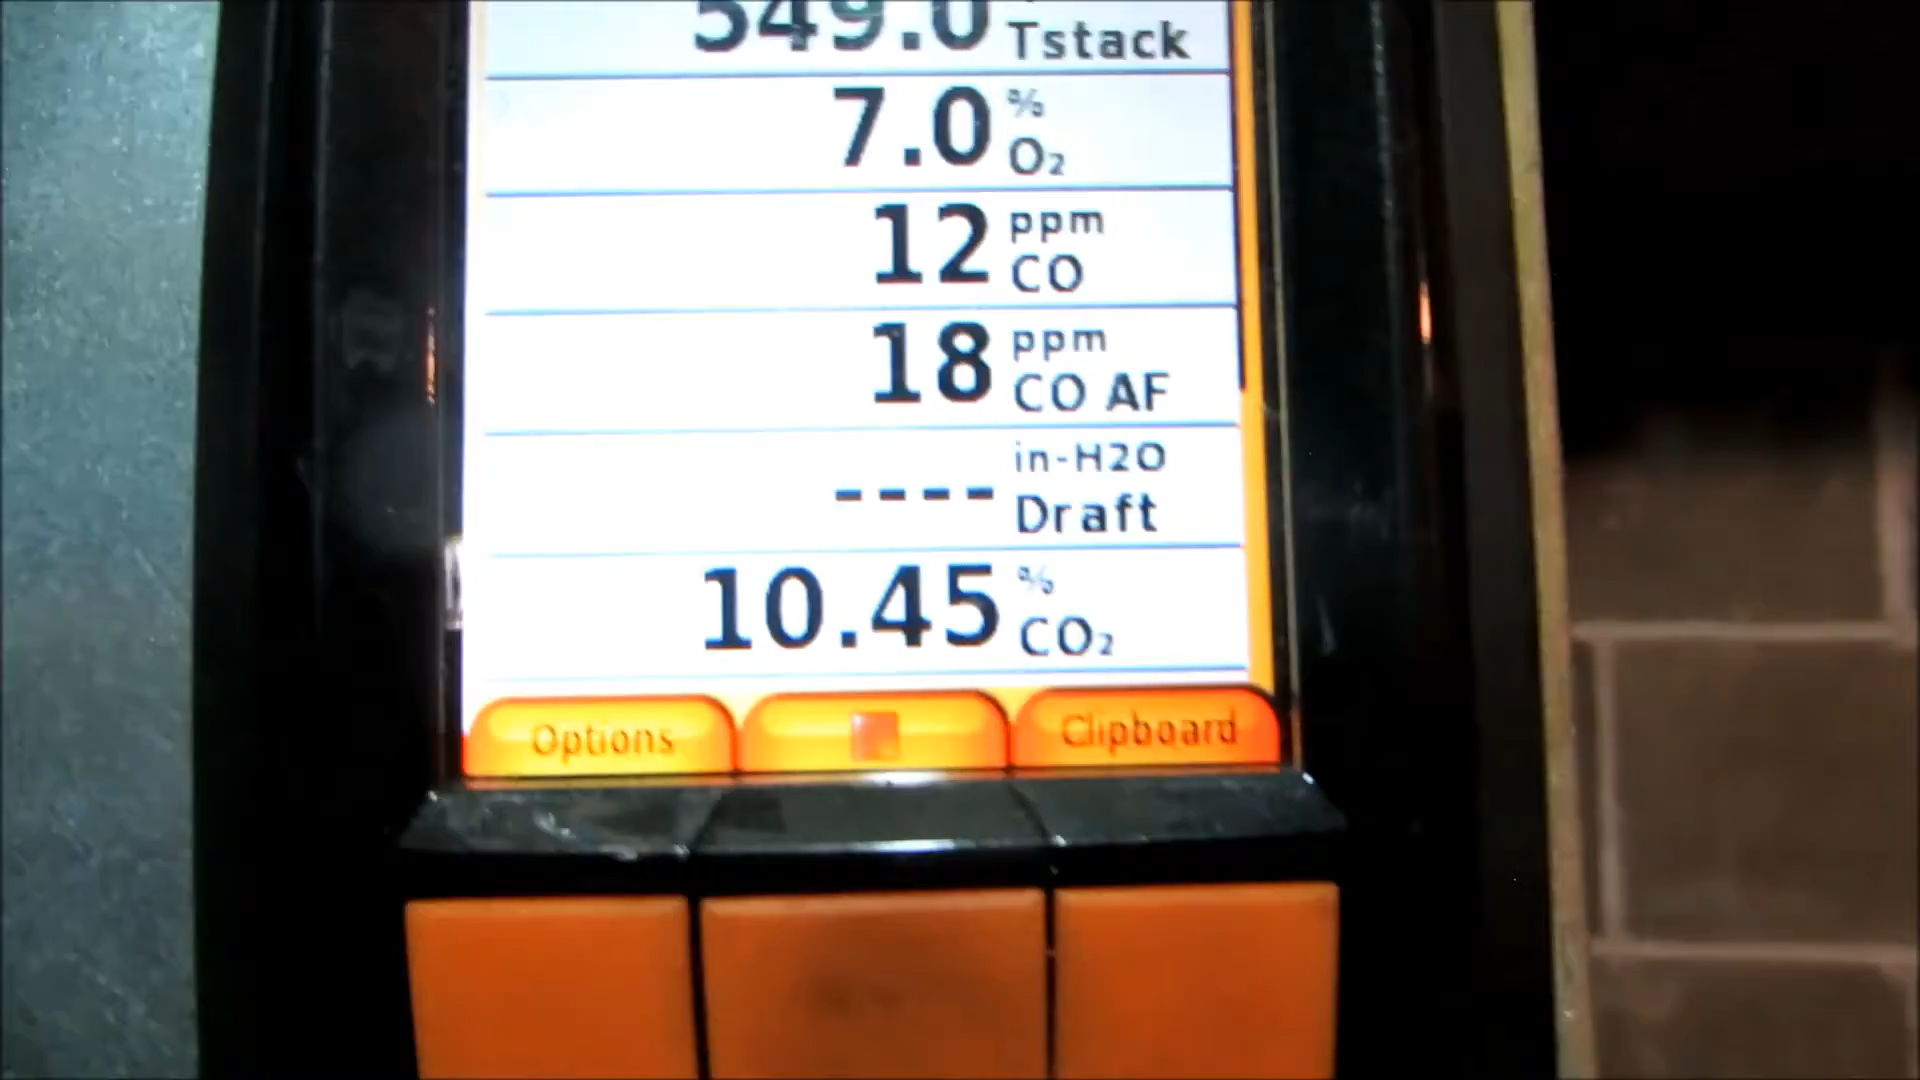 549.0 Tstack
7.0 %
O₂
12 ppm
CO
18 ppm
CO AF
---- in-H2O
Draft
10.45 %
CO₂
Options Clipboard